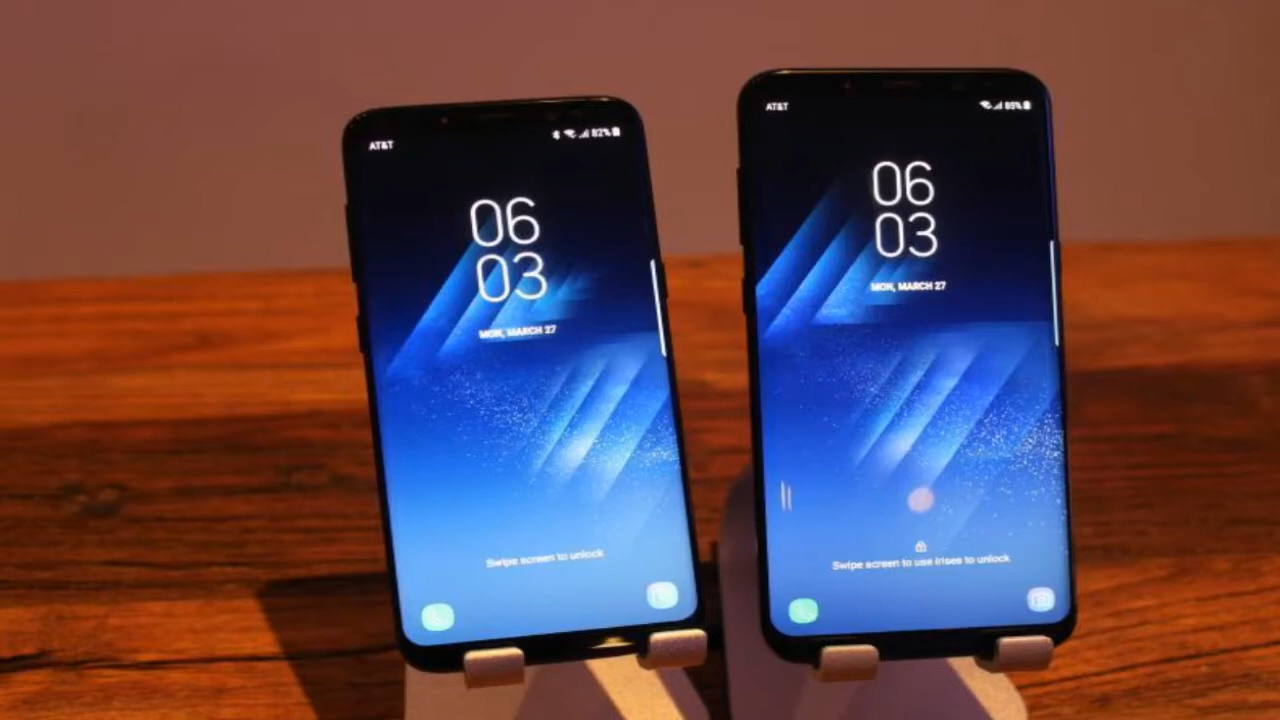 AT&T
82%
06
03
MON, MARCH 27
Swipe screen to unlock
AT&T
85%
06
03
MON, MARCH 27
Swipe screen to use irises to unlock